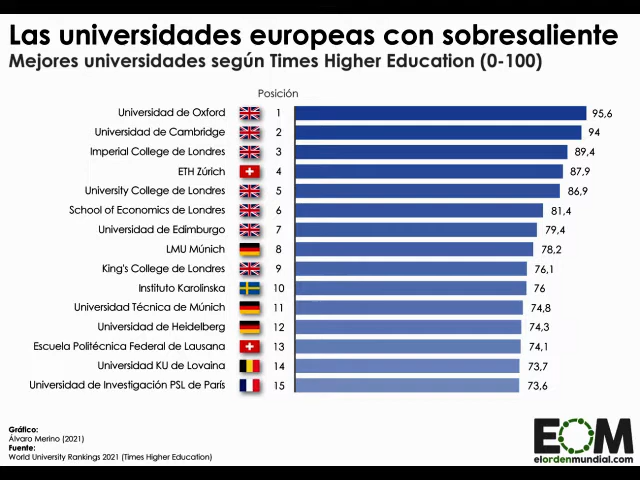 Las universidades europeas con sobresaliente
Mejores universidades según Times Higher Education (0-100)
Posición
Universidad de Oxford 1 95,6
Universidad de Cambridge 2 94
Imperial College de Londres 3 89,4
ETH Zúrich 4 87,9
University College de Londres 5 86,9
School of Economics de Londres 6 81,4
Universidad de Edimburgo 7 79,4
LMU Múnich 8 78,2
King's College de Londres 9 76,1
Instituto Karolinska 10 76
Universidad Técnica de Múnich 11 74,8
Universidad de Heidelberg 12 74,3
Escuela Politécnica Federal de Lausana 13 74,1
Universidad KU de Lovaina 14 73,7
Universidad de Investigación PSL de París 15 73,6
Gráfico:
Álvaro Merino (2021)
Fuente:
World University Rankings 2021 (Times Higher Education)
EOM
elordenmundial.com